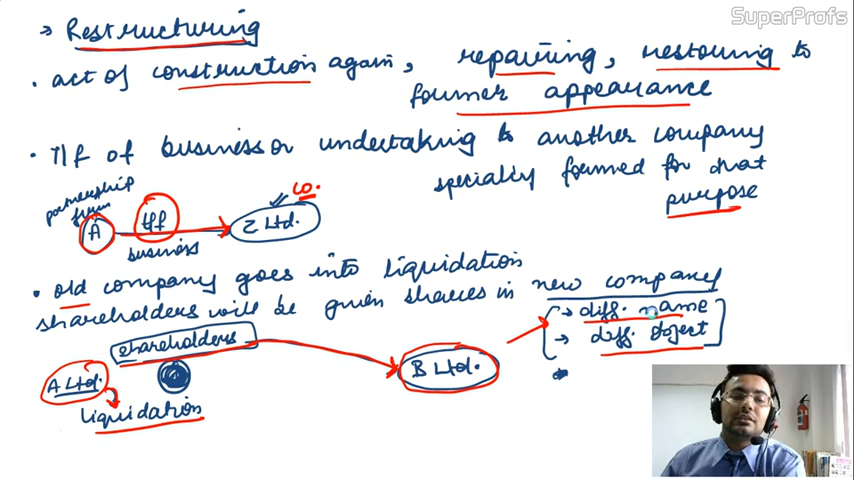 SuperProfs
→ Restructuring
• act of construction again, repairing, restoring to
former appearance
• T/f of business or undertaking to another company
specially formed for that
purpose
partnership
firm
A
tff
business
Z Ltd.
co.
• old company goes into liquidation
shareholders will be given shares in new company
→ diff. name
→ diff. object
shareholders
A Ltd.
liquidation
B Ltd.